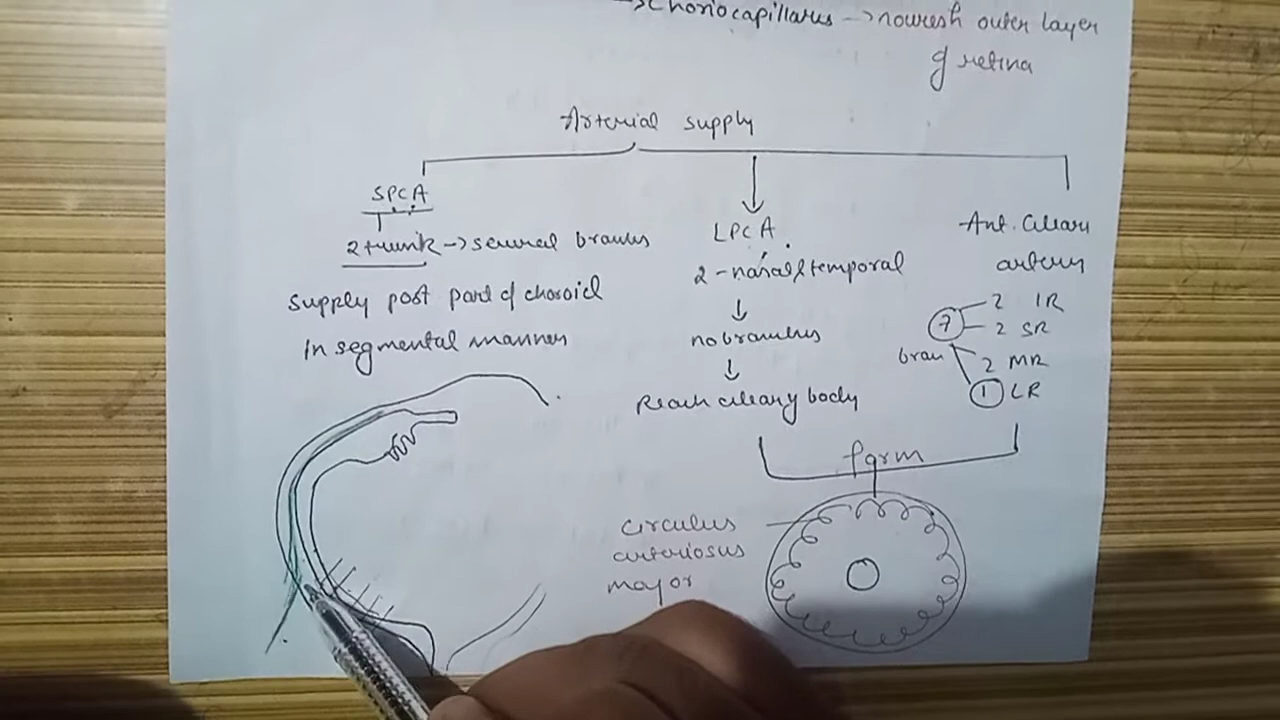 → choriocapillaris → nouresh outer layer
of retina
Arterial supply
SPCA
2 trunk → several branches
supply post part of choroid
in segmental manner
LPCA
2 - nasal & temporal
↓
no branches
↓
Reach ciliary body
Ant. ciliary
artery
7 2 IR
2 SR
bran 2 MR
1 LR
form
circulus
arteriosus
major